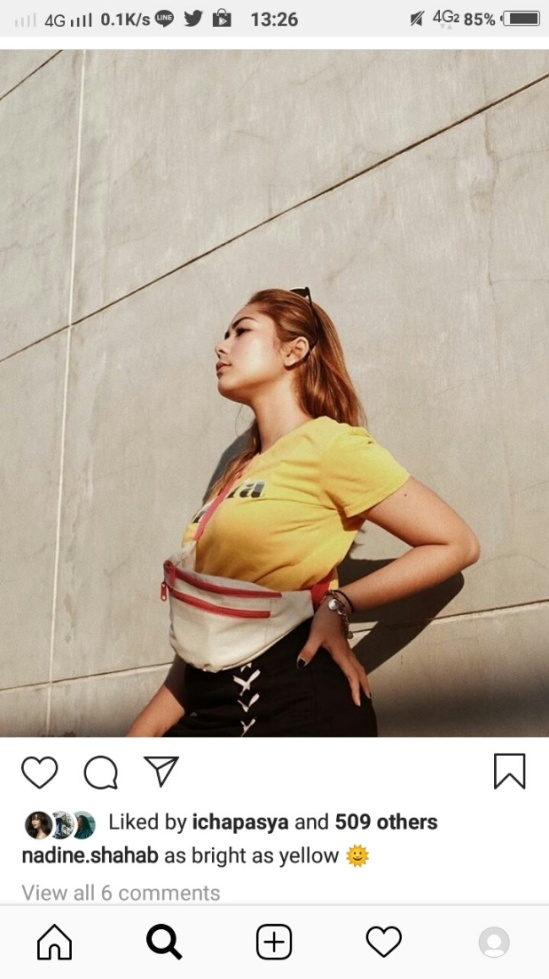 4G 0.1K/s LINE 13:26 4G2 85%
Liked by ichapasya and 509 others
nadine.shahab as bright as yellow 🌞
View all 6 comments